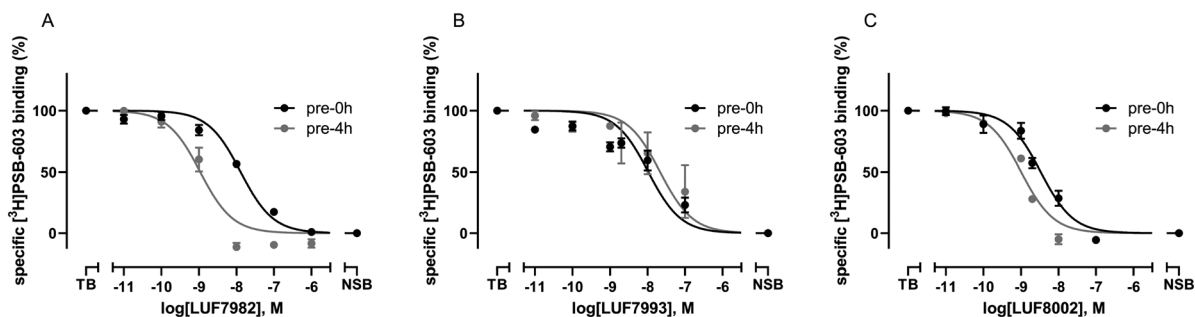 A
specific [³H]PSB-603 binding (%)
100
50
0
pre-0h
pre-4h
TB
-11 -10 -9 -8 -7 -6
NSB
log[LUF7982], M
B
specific [³H]PSB-603 binding (%)
100
50
0
pre-0h
pre-4h
TB
-11 -10 -9 -8 -7 -6
NSB
log[LUF7993], M
C
specific [³H]PSB-603 binding (%)
100
50
0
pre-0h
pre-4h
TB
-11 -10 -9 -8 -7 -6
NSB
log[LUF8002], M